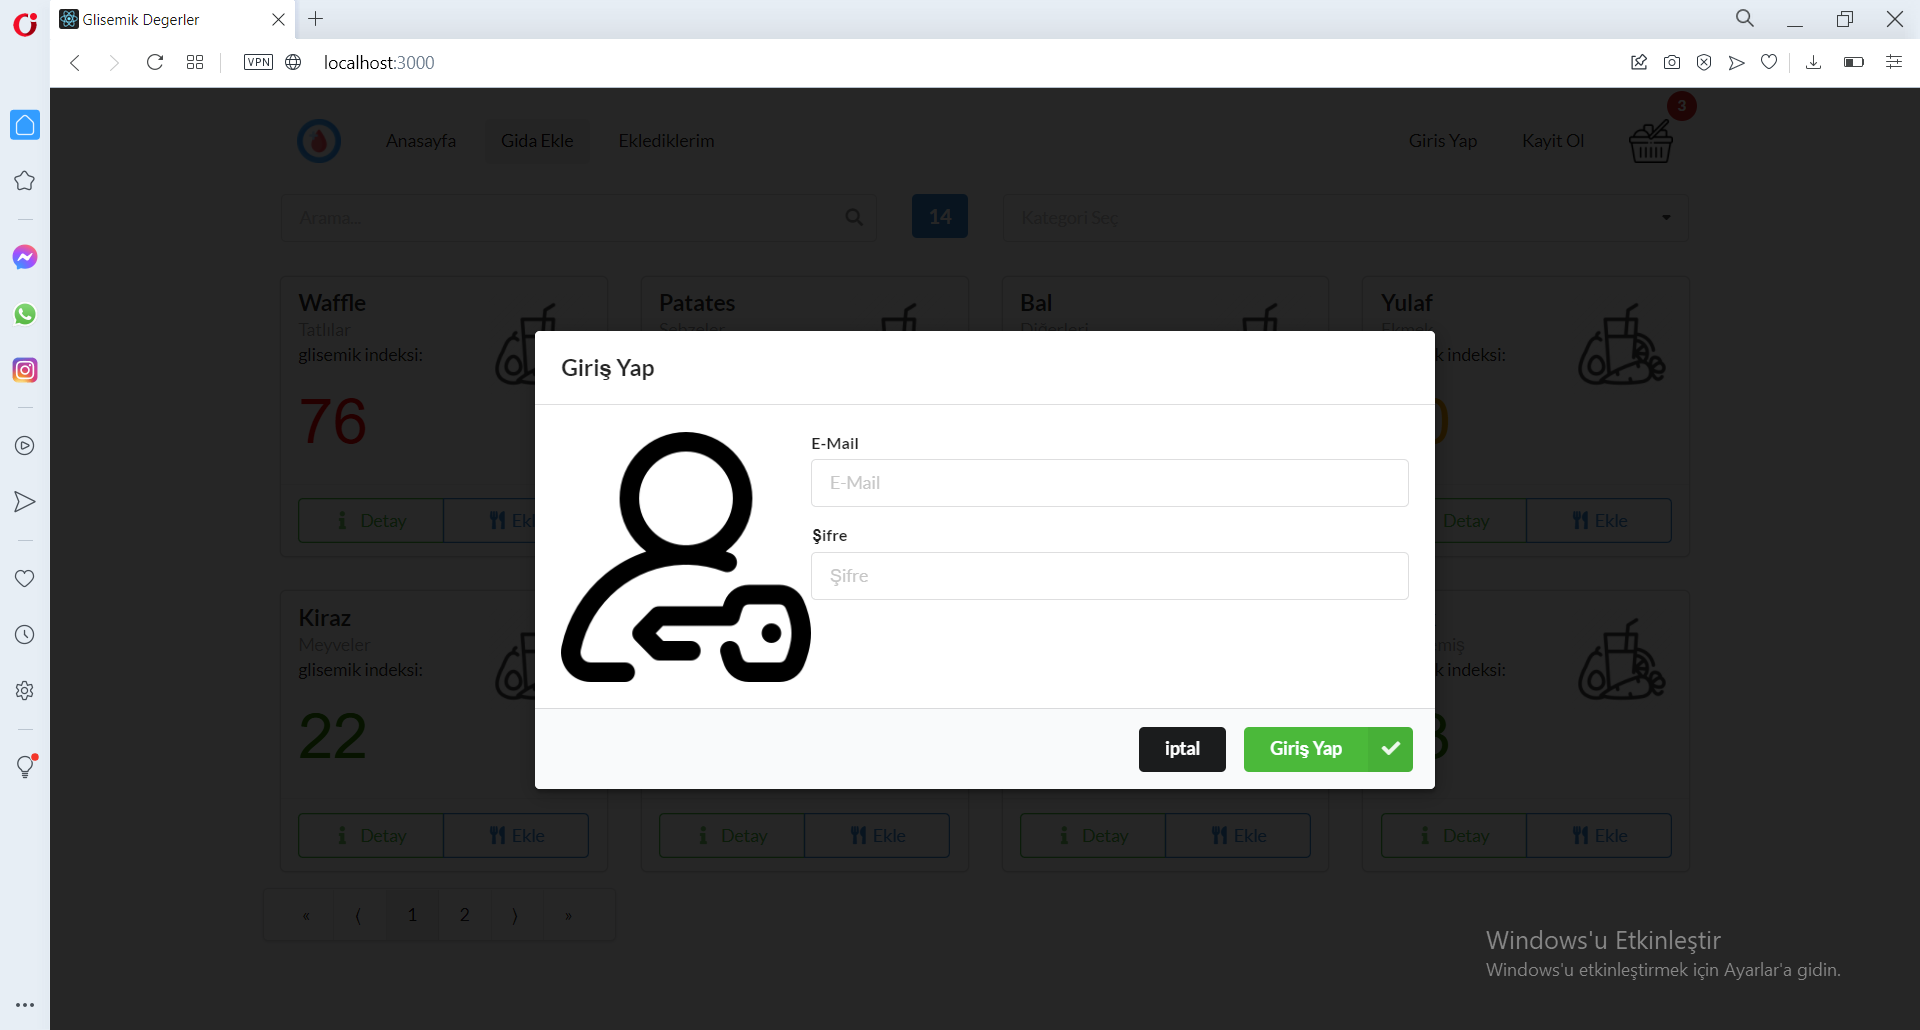 Glisemik Degerler
VPN
localhost:3000
3
Anasayfa
Gida Ekle
Eklediklerim
Giris Yap
Kayit Ol
Arama...
14
Kategori Seç
Waffle
Tatlılar
glisemik indeksi:
76
Detay
Patates
Sebzeler
Bal
Diğerleri
Yulaf
k indeksi:
Detay
Ekle
Giriş Yap
E-Mail
E-Mail
Şifre
Şifre
iptal
Giriş Yap
Kiraz
Meyveler
glisemik indeksi:
22
Detay
Ekle
Detay
Ekle
Detay
Ekle
miş
k indeksi:
Detay
Ekle
« ⟨ 1 2 ⟩ »
Windows'u Etkinleştir
Windows'u etkinleştirmek için Ayarlar'a gidin.